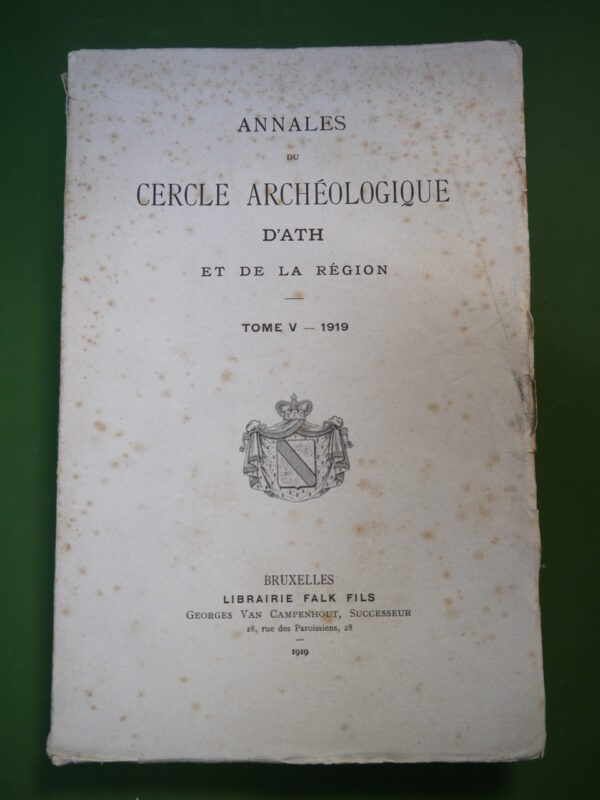 ANNALES
DU
CERCLE ARCHÉOLOGIQUE
D'ATH
ET DE LA RÉGION
TOME V — 1919
BRUXELLES
LIBRAIRIE FALK FILS
GEORGES VAN CAMPENHOUT, SUCCESSEUR
28, rue des Paroissiens, 28
1919